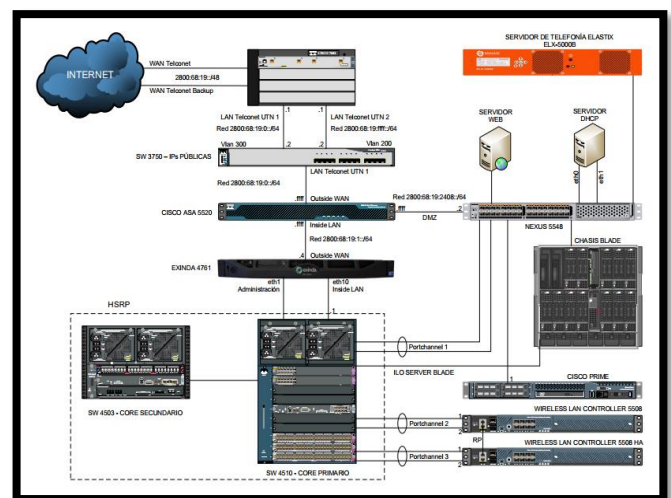 SERVIDOR DE TELEFONÍA ELASTIX
ELX-5000B
INTERNET
WAN Telconet
2800:68:19::/48
WAN Telconet Backup
.1
.1
LAN Telconet UTN 1
LAN Telconet UTN 2
Red 2800:68:19:0::/64
Red 2800:68:19:ffff::/64
Vlan 300
.2
.2
Vlan 200
SW 3750 – IPs PÚBLICAS
LAN Telconet UTN 1
Red 2800:68:19:0::/64
SERVIDOR
WEB
SERVIDOR
DHCP
eth0
eth1
.ffff
Outside WAN
Red 2800:68:19:2408::/64
CISCO ASA 5520
.ffff
DMZ
.2
NEXUS 5548
.ffff
Inside LAN
Red 2800:68:19:1::/64
.4
Outside WAN
CHASIS BLADE
EXINDA 4761
eth1
Administración
eth10
Inside LAN
HSRP
.1
Portchannel 1
ILO SERVER BLADE
1
CISCO PRIME
SW 4503 - CORE SECUNDARIO
WIRELESS LAN CONTROLLER 5508
1
2
Portchannel 2
RP
WIRELESS LAN CONTROLLER 5508 HA
1
2
Portchannel 3
SW 4510 - CORE PRIMARIO